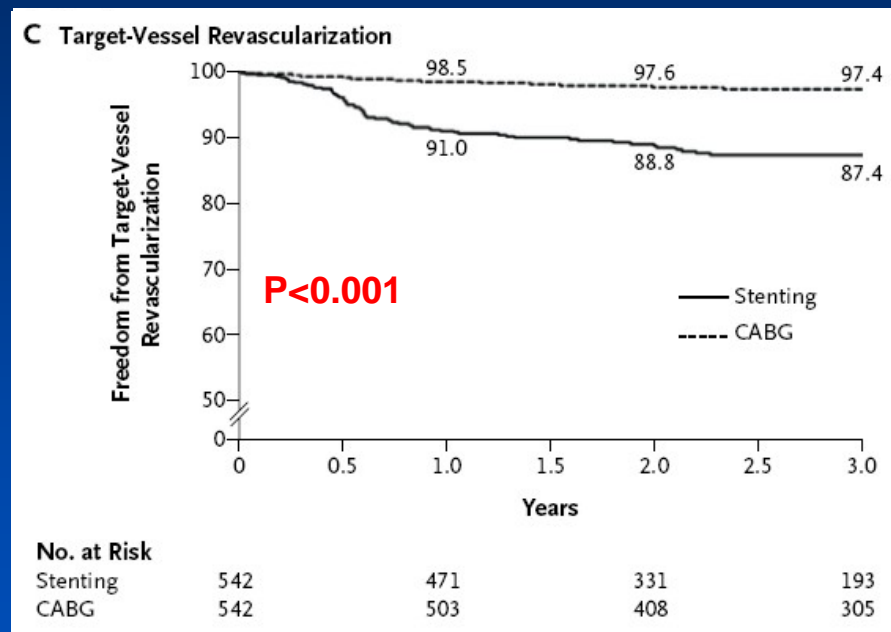 C Target-Vessel Revascularization
Freedom from Target-Vessel
Revascularization
100
90
80
70
60
50
0
98.5
97.6
97.4
91.0
88.8
87.4
P<0.001
Stenting
CABG
0 0.5 1.0 1.5 2.0 2.5 3.0
Years
No. at Risk
Stenting 542 471 331 193
CABG 542 503 408 305